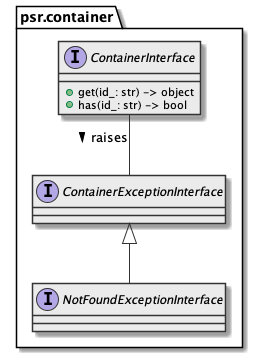 psr.container
I ContainerInterface
get(id_: str) -> object
has(id_: str) -> bool
raises
I ContainerExceptionInterface
I NotFoundExceptionInterface